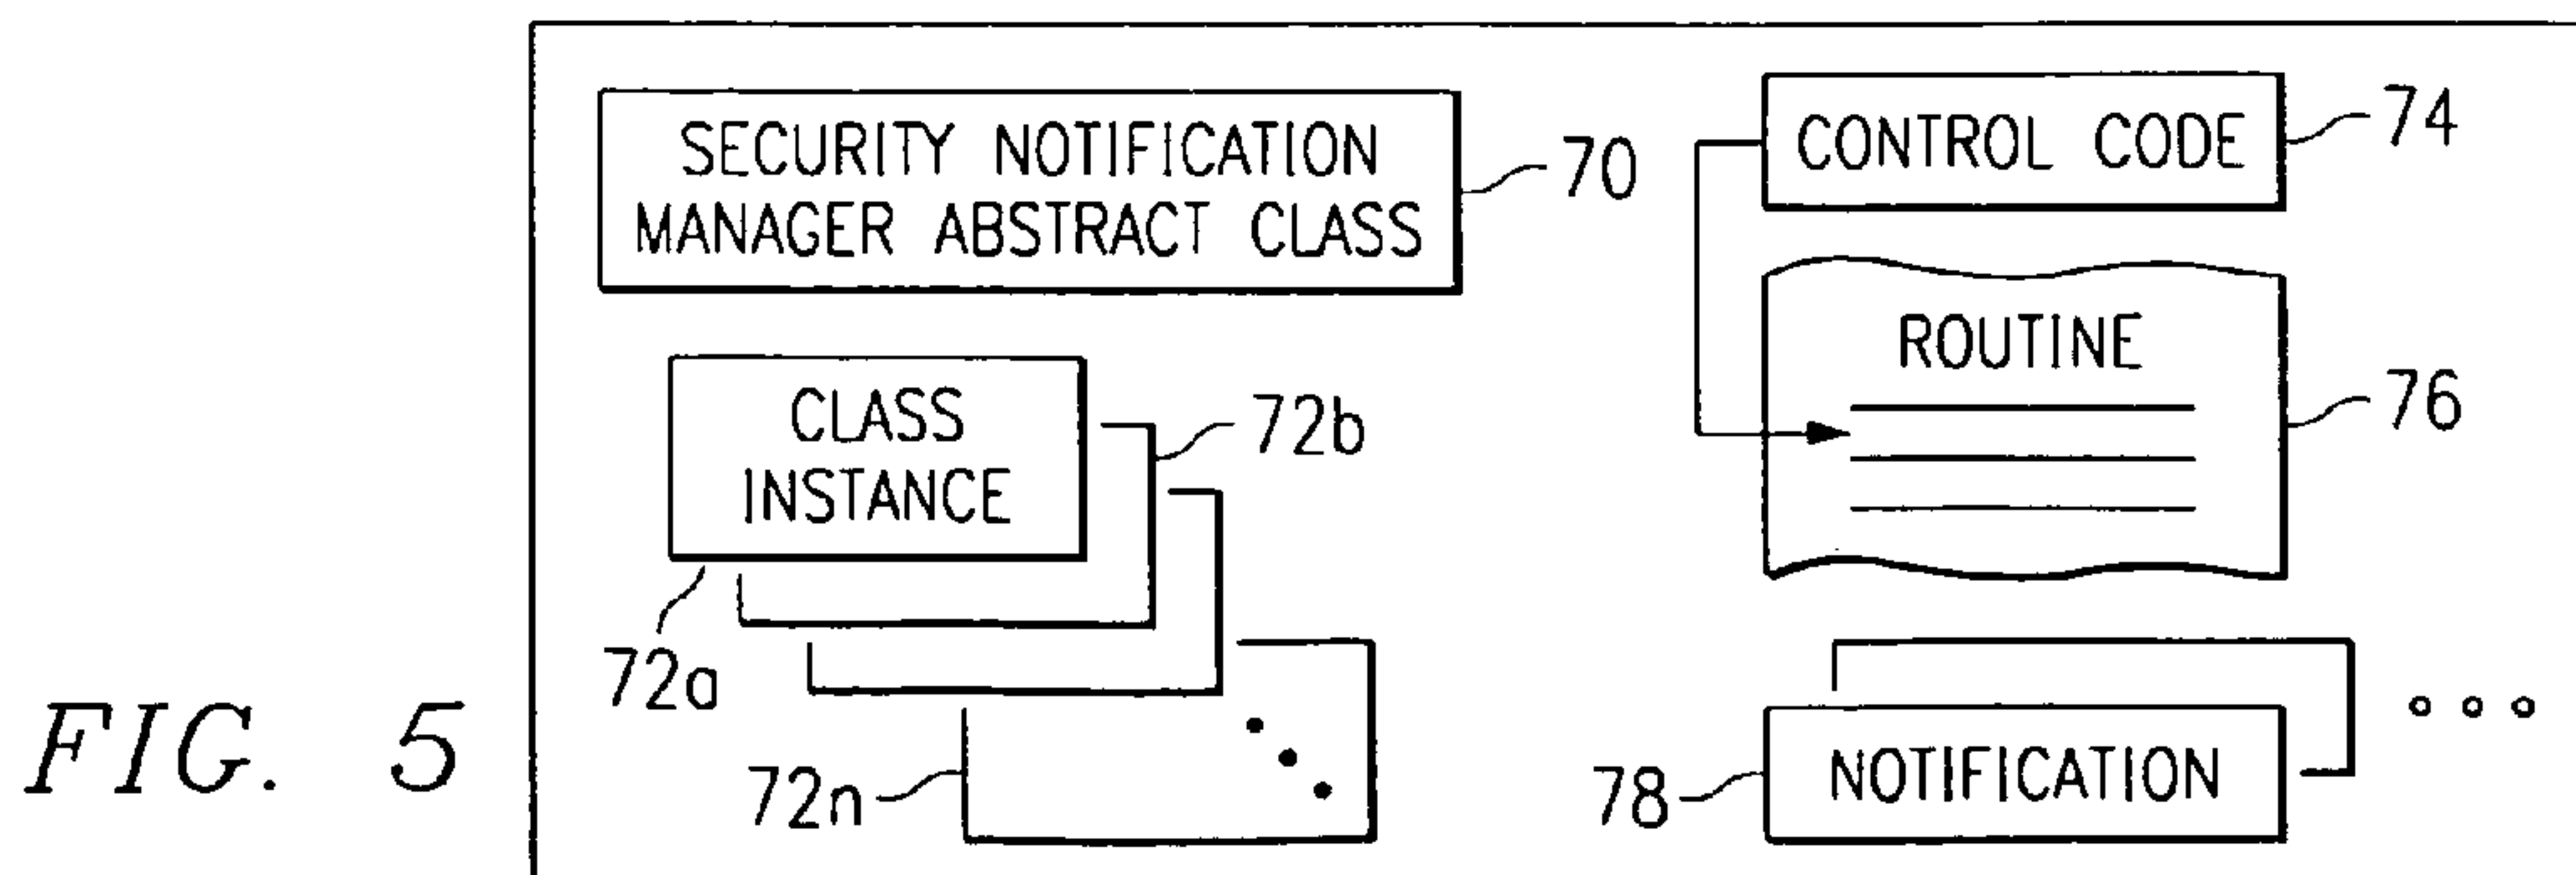 SECURITY NOTIFICATION
MANAGER ABSTRACT CLASS
70
CONTROL CODE
74
ROUTINE
76
CLASS
INSTANCE
72b
72a
72n
NOTIFICATION
78
FIG. 5